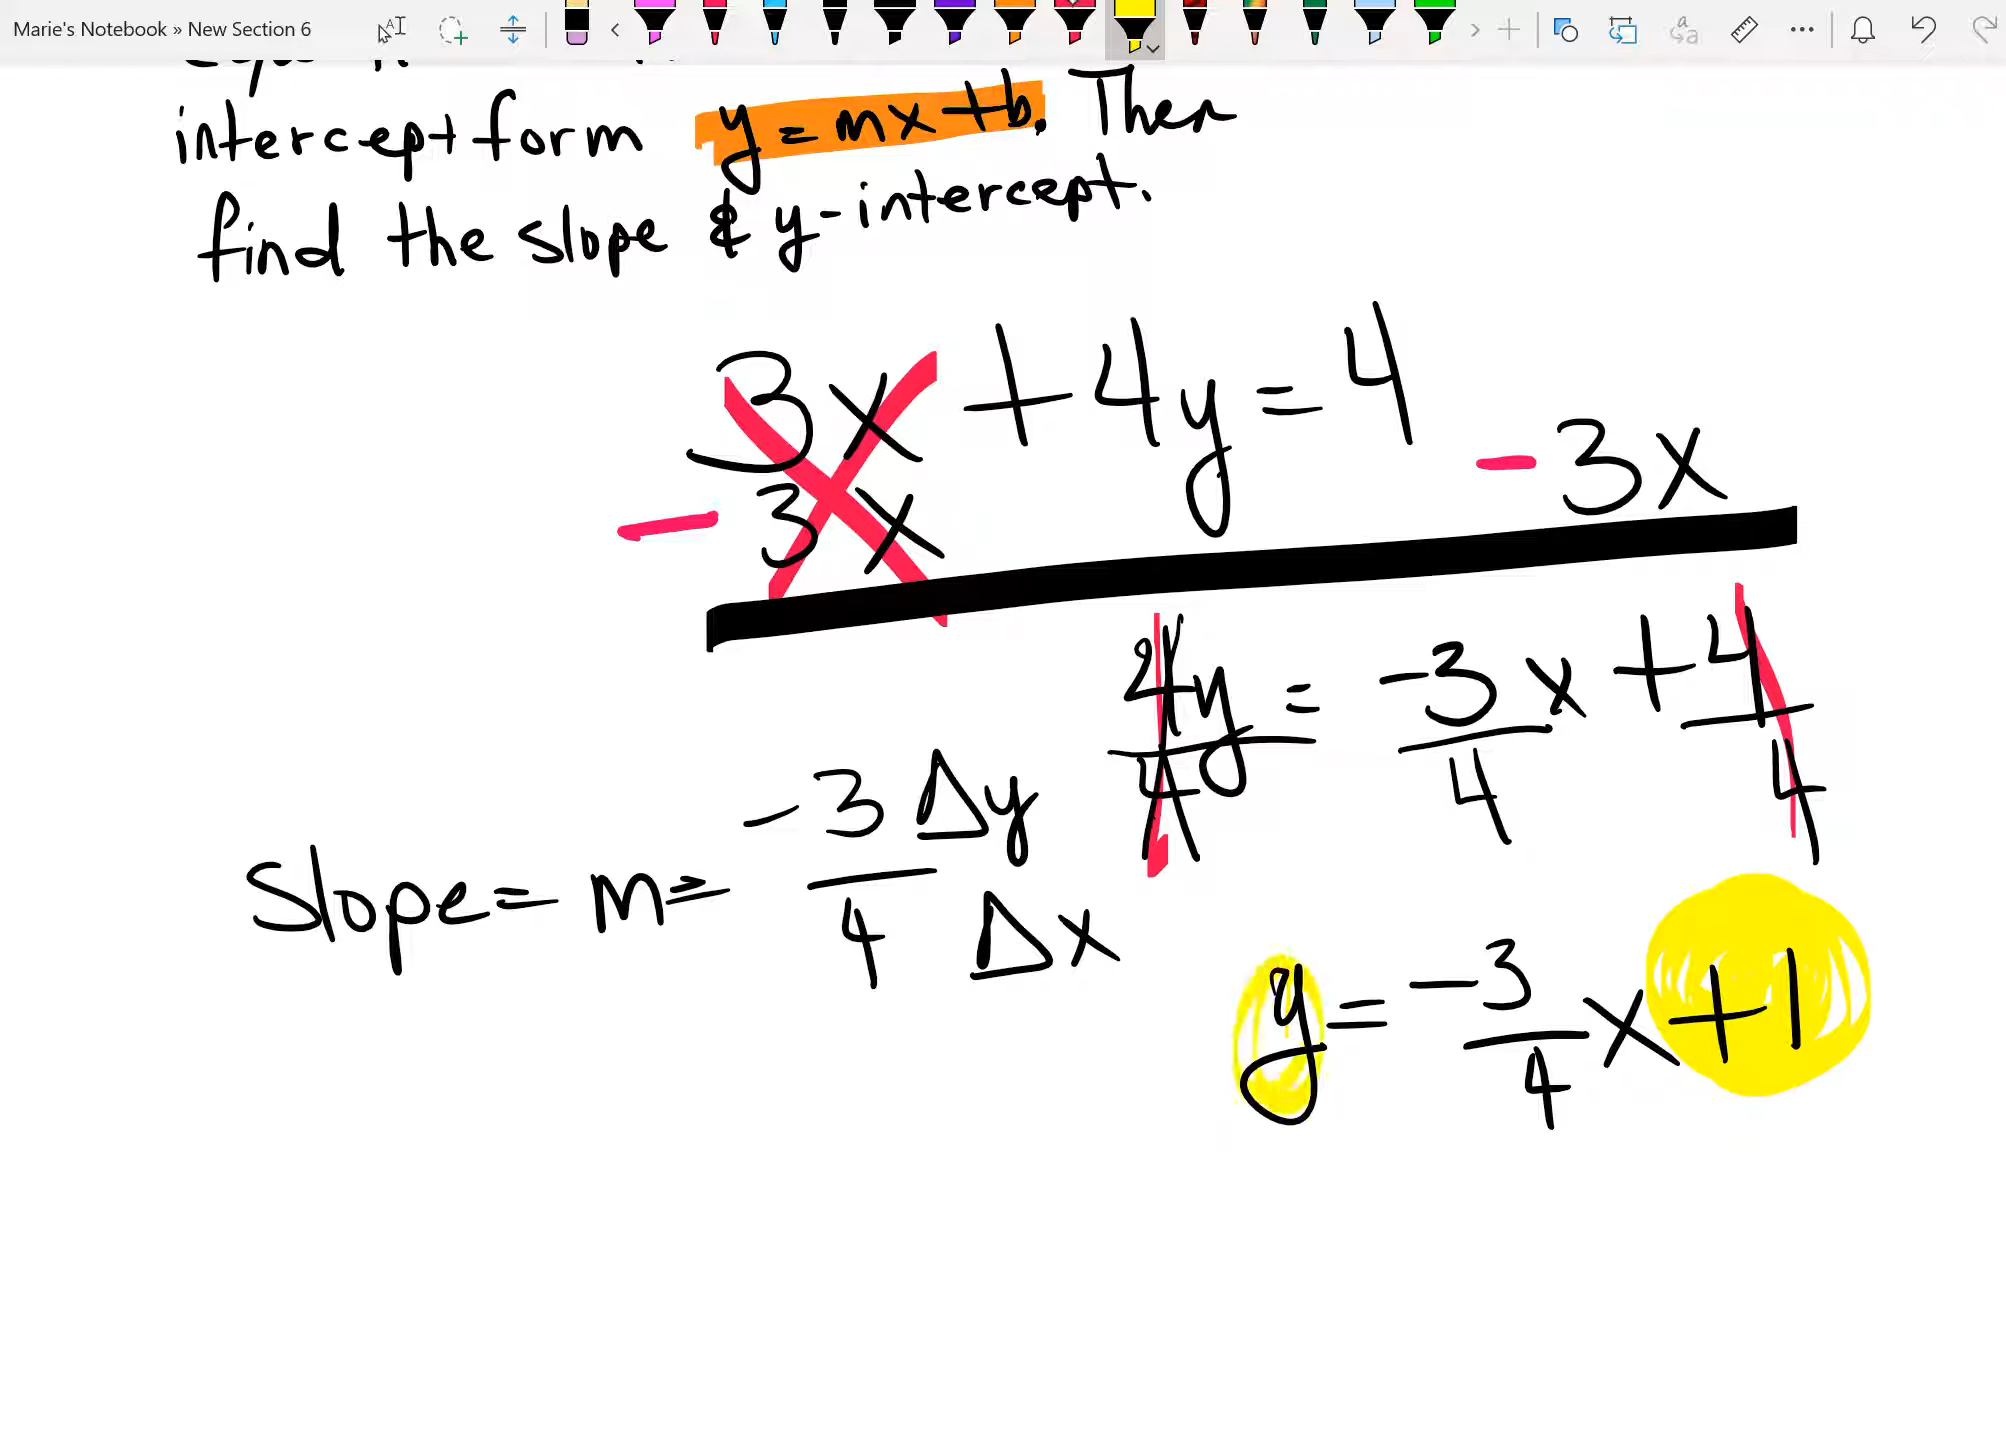 Marie's Notebook » New Section 6
intercept form y = mx + b. Then
find the slope & y-intercept.
3x + 4y = 4 - 3x
- 3x
4y/4 = -3/4 x + 4/4
Slope = m = -3/4 Δy/Δx
y = -3/4 x + 1